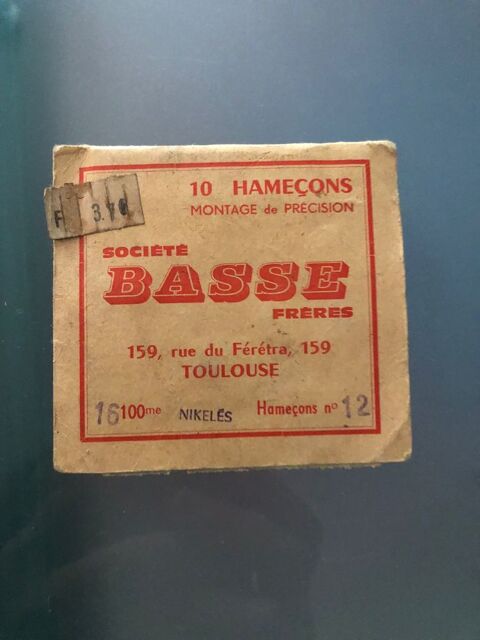 10 HAMEÇONS
MONTAGE de PRÉCISION
F 3.70
SOCIÉTÉ
BASSE
FRÈRES
159, rue du Férétra, 159
TOULOUSE
16 100me NIKELÉS Hameçons no 12